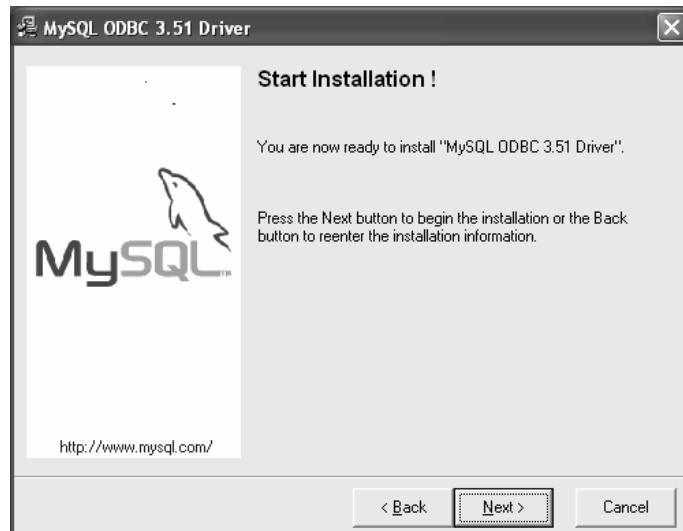 MySQL ODBC 3.51 Driver
Start Installation !
You are now ready to install "MySQL ODBC 3.51 Driver".
Press the Next button to begin the installation or the Back
button to reenter the installation information.
MySQL™
http://www.mysql.com/
< Back
Next >
Cancel